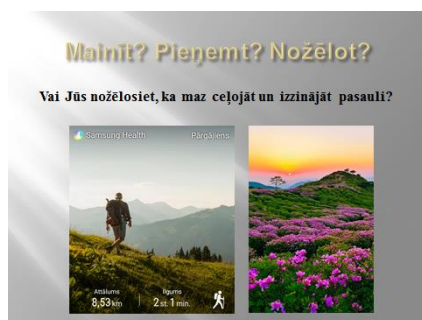 Mainīt? Pieņemt? Nožēlot?
Vai Jūs nožēlosiet, ka maz ceļojāt un izzinājāt pasauli?
Samsung Health
Pārgājiens
Attālums
8,53 km
Ilgums
2 st. 1 min.